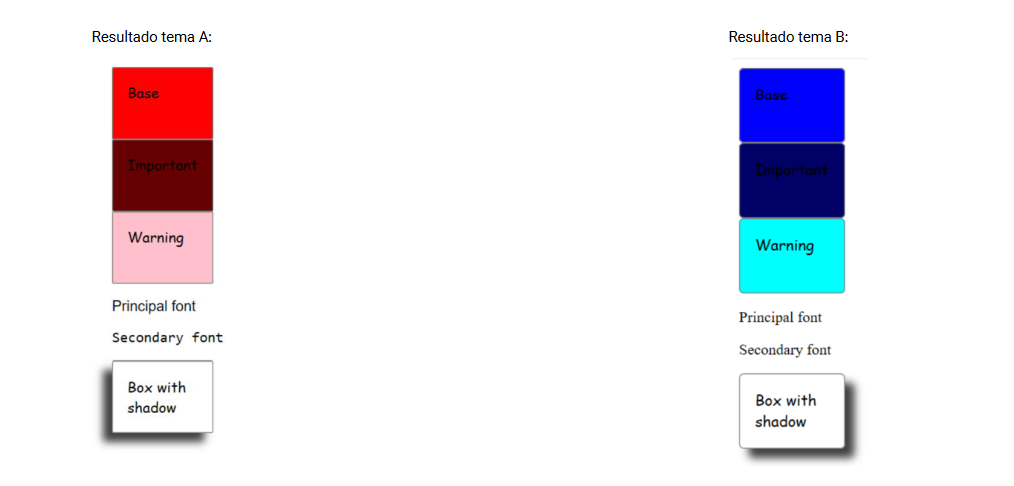 Resultado tema A:
Base
Important
Warning
Principal font
Secondary font
Box with
shadow
Resultado tema B:
Base
Important
Warning
Principal font
Secondary font
Box with
shadow